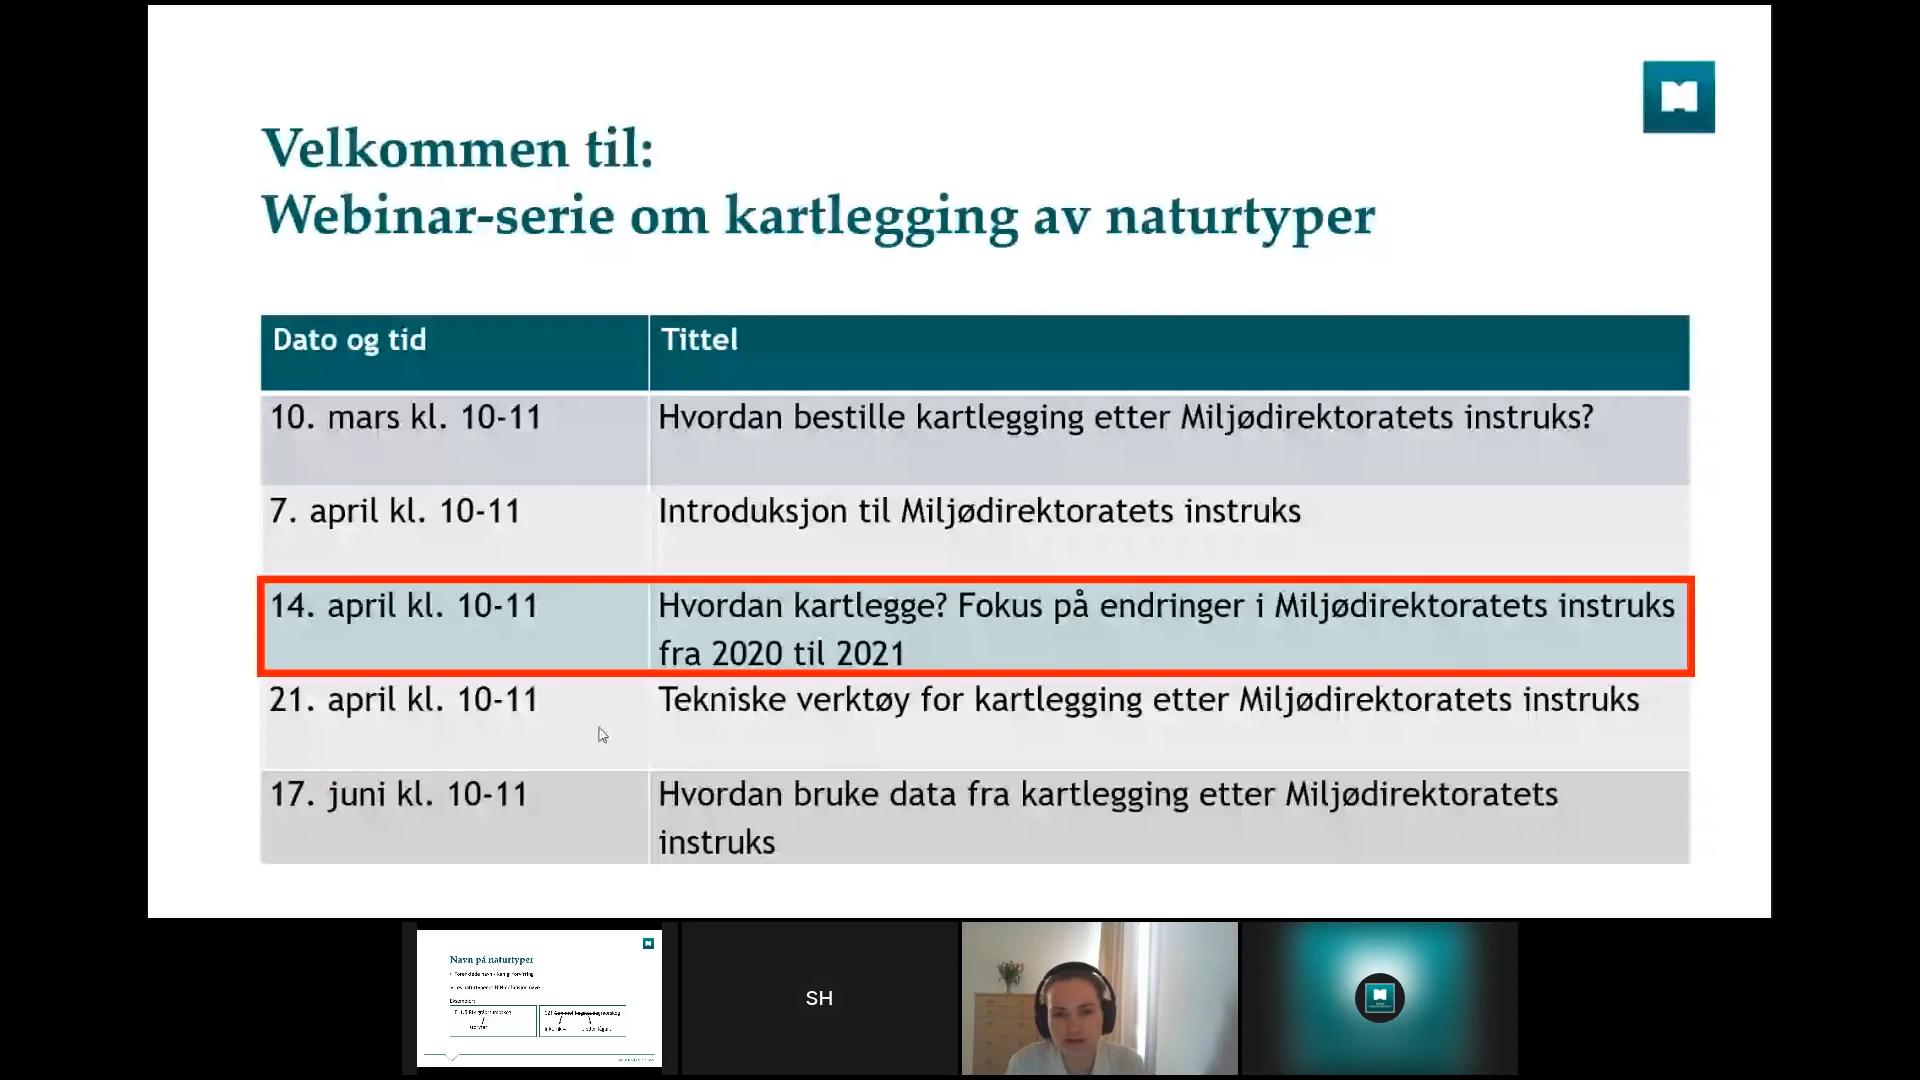 Velkommen til:
Webinar-serie om kartlegging av naturtyper
Dato og tid
Tittel
10. mars kl. 10-11
Hvordan bestille kartlegging etter Miljødirektoratets instruks?
7. april kl. 10-11
Introduksjon til Miljødirektoratets instruks
14. april kl. 10-11
Hvordan kartlegge? Fokus på endringer i Miljødirektoratets instruks
fra 2020 til 2021
21. april kl. 10-11
Tekniske verktøy for kartlegging etter Miljødirektoratets instruks
17. juni kl. 10-11
Hvordan bruke data fra kartlegging etter Miljødirektoratets
instruks
Navn på naturtyper
Eksempler:
SH